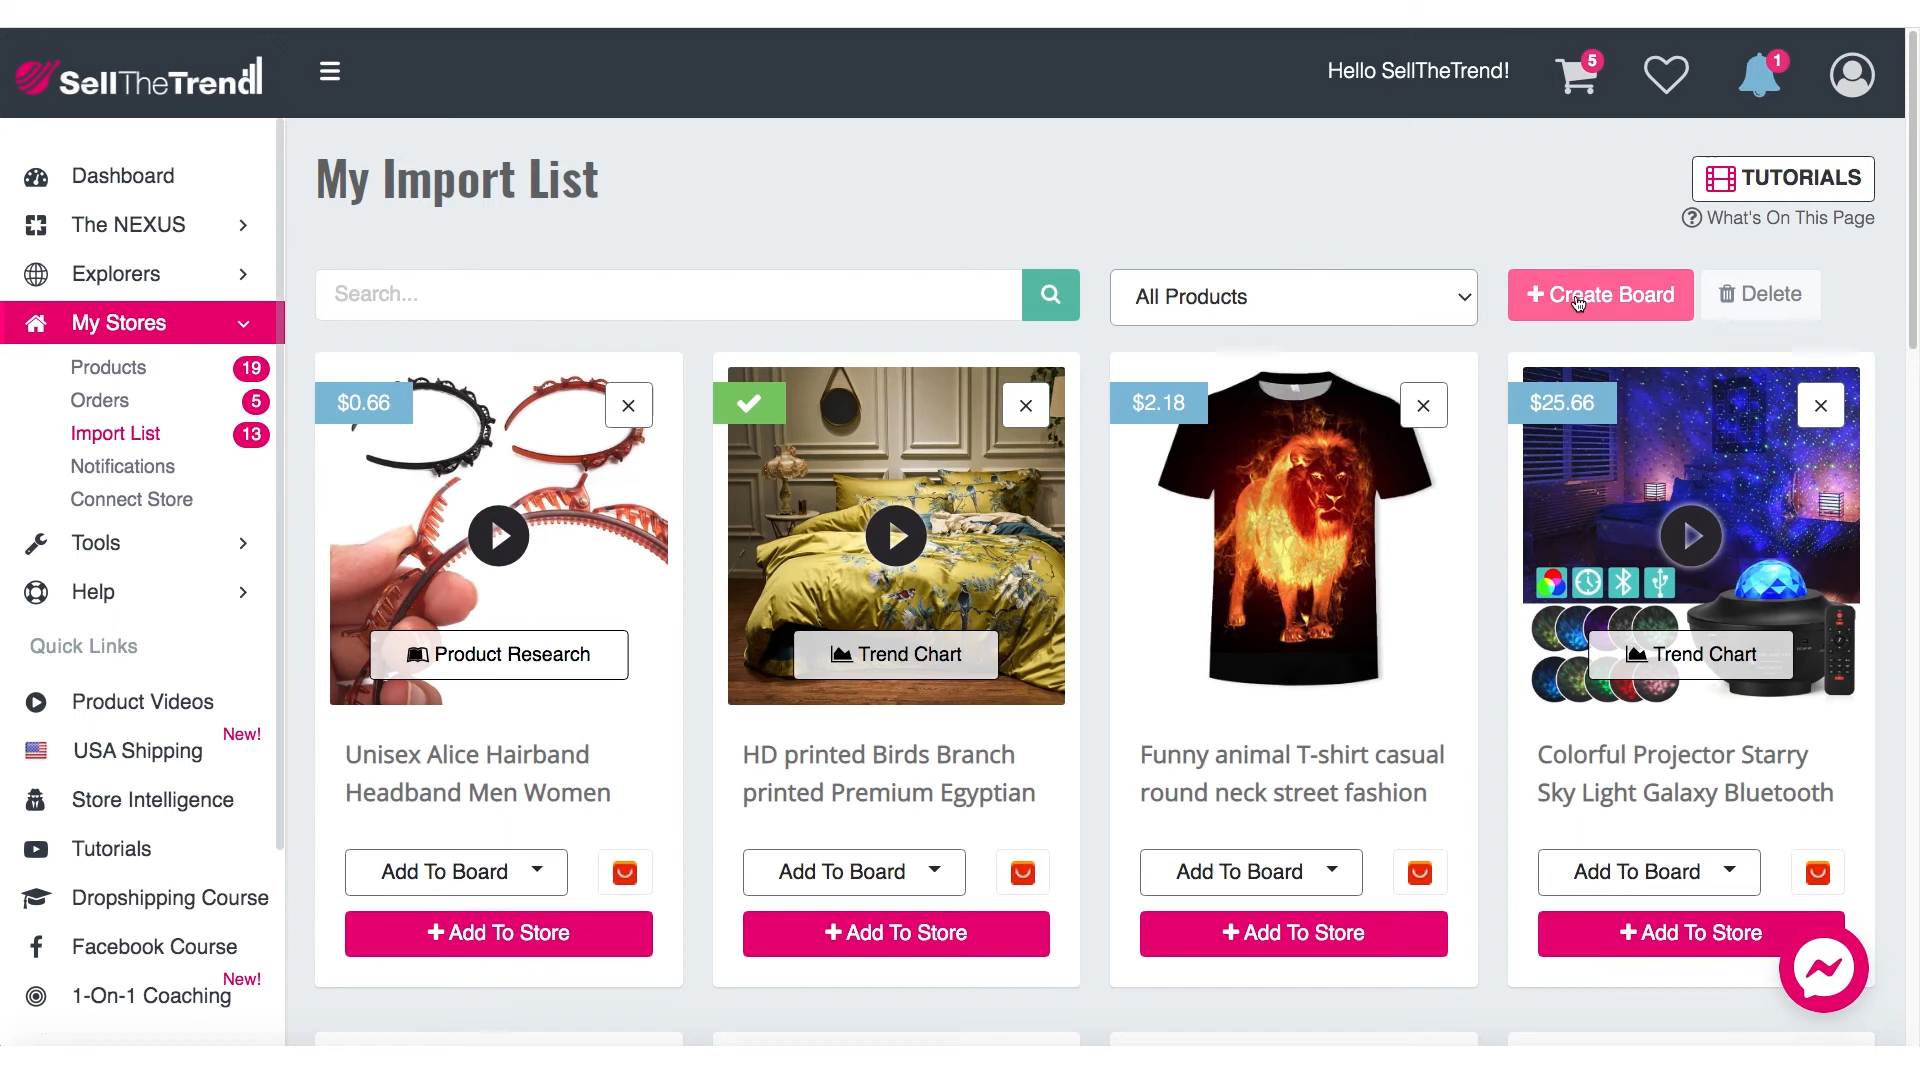 SellTheTrend
Hello SellTheTrend!
5
1
Dashboard
The NEXUS
Explorers
My Stores
Products 19
Orders 5
Import List 13
Notifications
Connect Store
Tools
Help
Quick Links
Product Videos
New!
USA Shipping
Store Intelligence
Tutorials
Dropshipping Course
Facebook Course
New!
1-On-1 Coaching
My Import List
TUTORIALS
What's On This Page
Search...
All Products
Create Board
Delete
$0.66
Product Research
Unisex Alice Hairband
Headband Men Women
Add To Board
Add To Store
Trend Chart
HD printed Birds Branch
printed Premium Egyptian
Add To Board
Add To Store
$2.18
Funny animal T-shirt casual
round neck street fashion
Add To Board
Add To Store
$25.66
Trend Chart
Colorful Projector Starry
Sky Light Galaxy Bluetooth
Add To Board
Add To Store